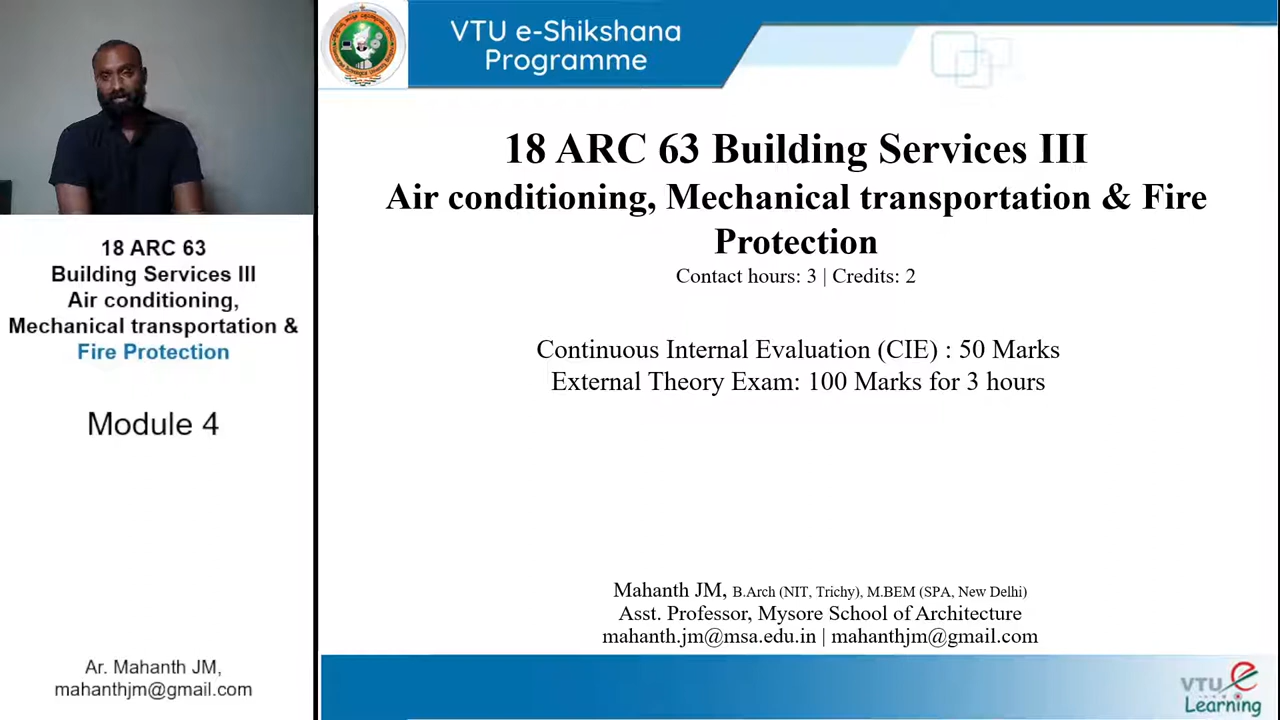 18 ARC 63
Building Services III
Air conditioning,
Mechanical transportation &
Fire Protection
Module 4
Ar. Mahanth JM,
mahanthjm@gmail.com
VTU e-Shikshana
Programme
18 ARC 63 Building Services III
Air conditioning, Mechanical transportation & Fire
Protection
Contact hours: 3 | Credits: 2
Continuous Internal Evaluation (CIE) : 50 Marks
External Theory Exam: 100 Marks for 3 hours
Mahanth JM, B.Arch (NIT, Trichy), M.BEM (SPA, New Delhi)
Asst. Professor, Mysore School of Architecture
mahanth.jm@msa.edu.in | mahanthjm@gmail.com
VTU e
Learning